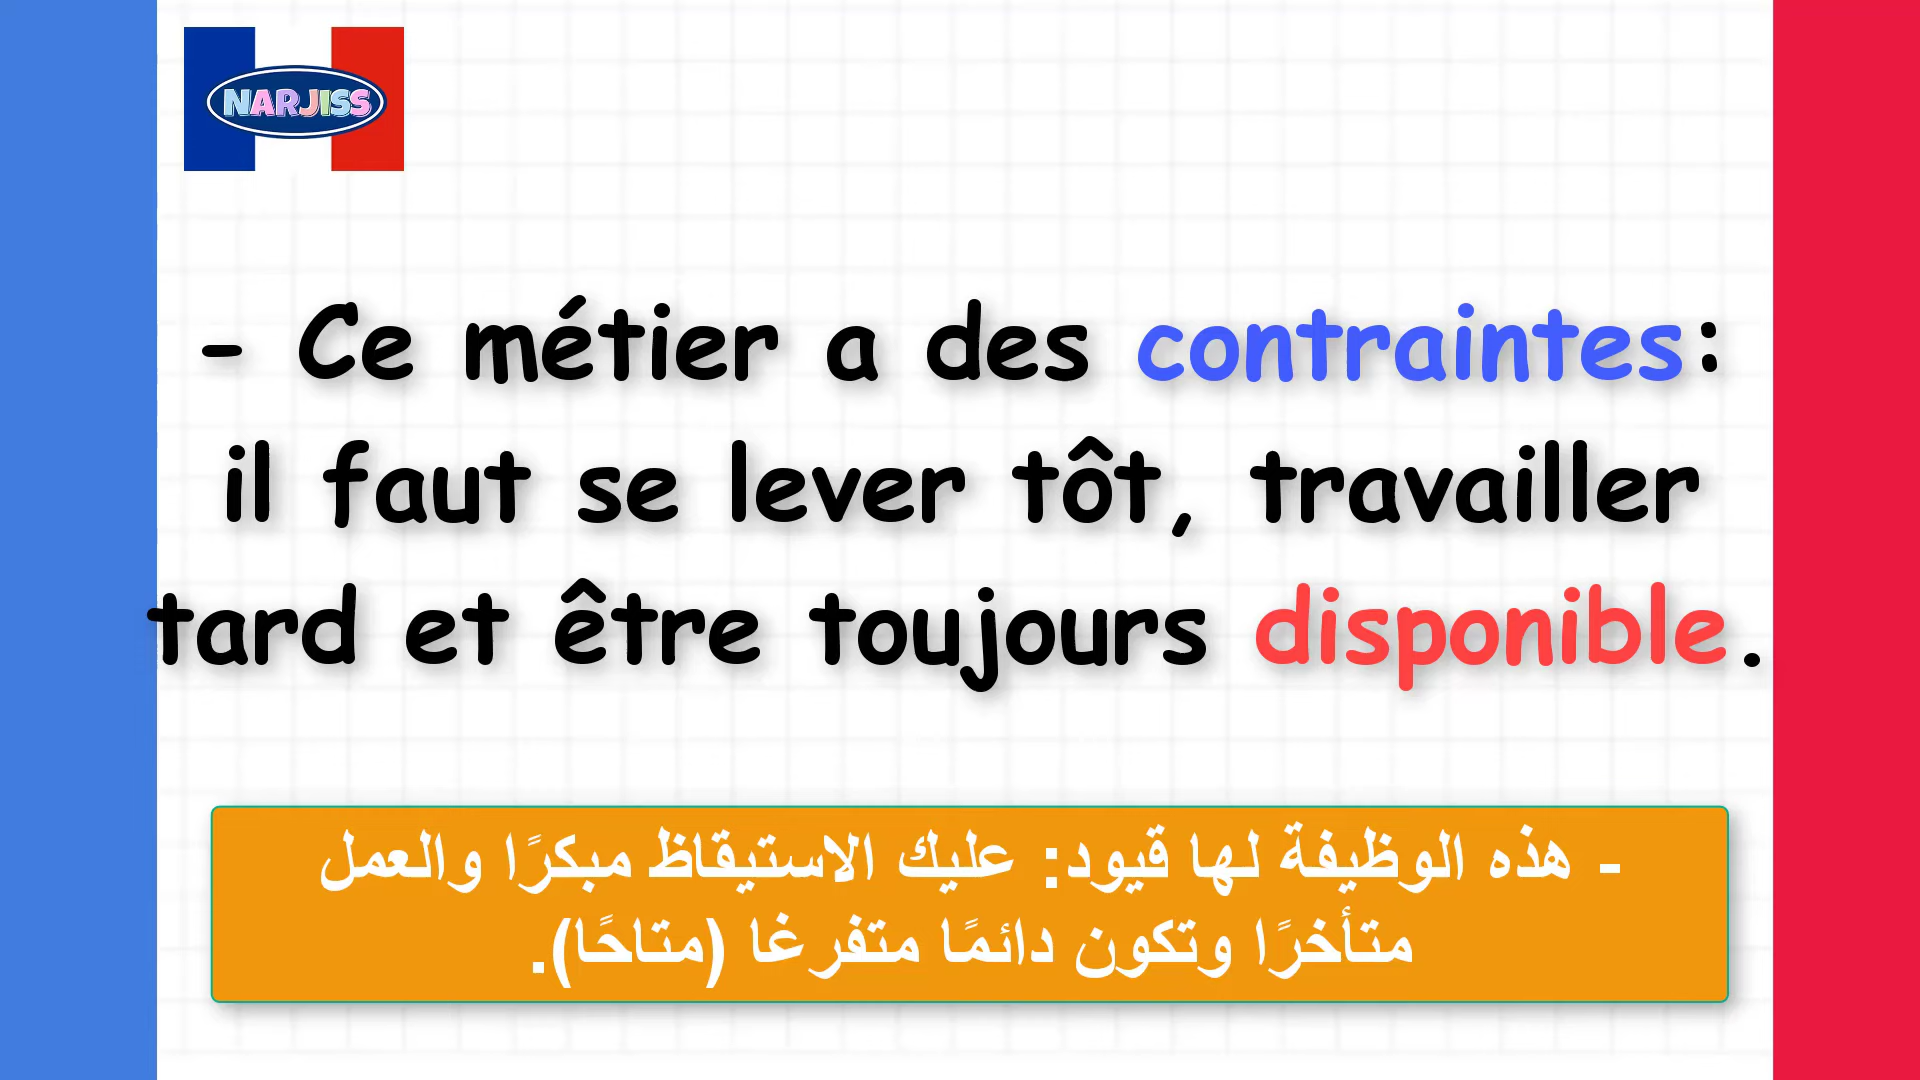 NARJISS
- Ce métier a des contraintes:
il faut se lever tôt, travailler
tard et être toujours disponible.
- هذه الوظيفة لها قيود: عليك الاستيقاظ مبكرًا والعمل
متأخرًا وتكون دائمًا متفرغا (متاحًا).